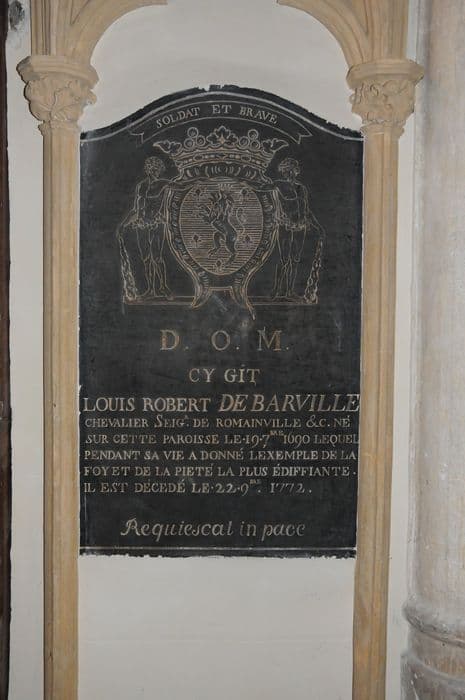 SOLDAT ET BRAVE
D. O. M.
CY GÎT
LOUIS ROBERT DE BARVILLE
CHEVALIER SEIGR. DE ROMAINVILLE &C. NÉ
SUR CETTE PAROISSE LE·19·7BRE 1690 LEQUEL
PENDANT SA VIE A DONNÉ LEXEMPLE DE LA
FOY ET DE LA PIETÉ LA PLUS ÉDIFFIANTE.
IL EST DÉCÉDÉ LE·22·9BRE. 1772.
Requiescat in pace